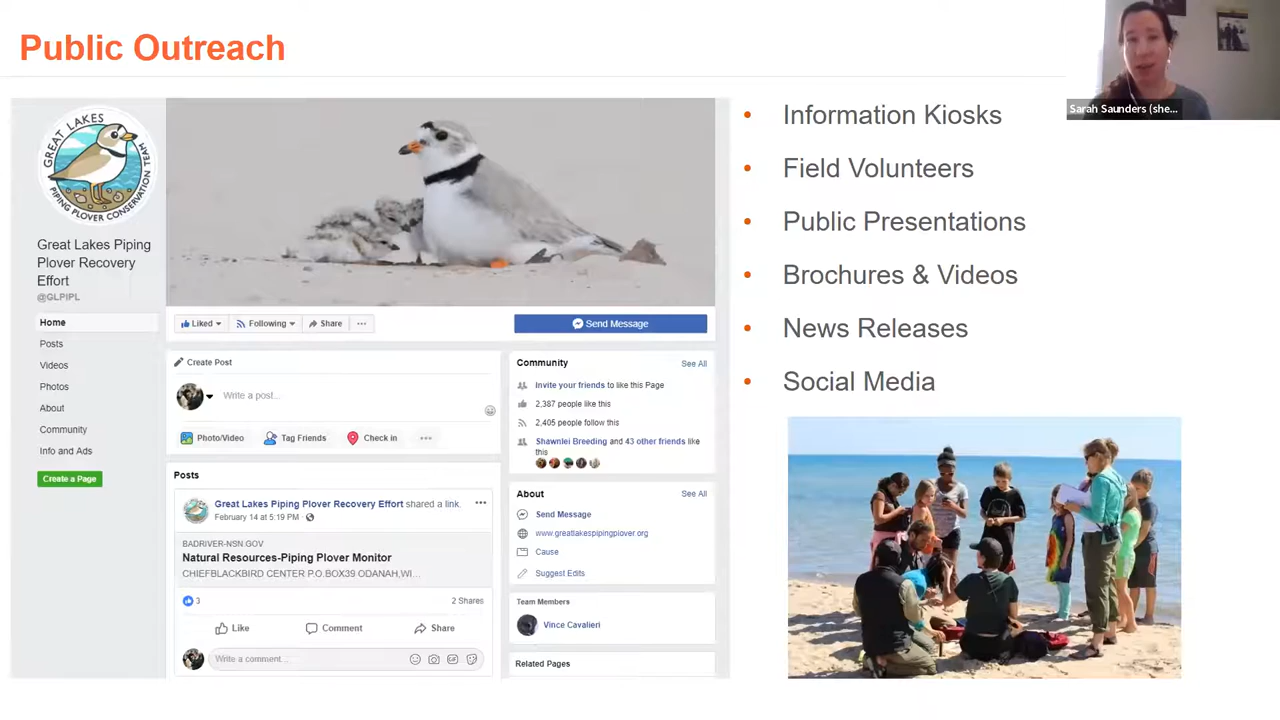 Public Outreach
Sarah Saunders (she...
GREAT LAKES
PIPING PLOVER CONSERVATION TEAM
Great Lakes Piping
Plover Recovery
Effort
@GLPIPL
Home
Posts
Videos
Photos
About
Community
Info and Ads
Create a Page
Liked
Following
Share
...
Send Message
Create Post
Write a post...
Photo/Video
Tag Friends
Check in
...
Posts
Great Lakes Piping Plover Recovery Effort shared a link.
...
February 14 at 5:19 PM ·
BADRIVER-NSN.GOV
Natural Resources-Piping Plover Monitor
CHIEFBLACKBIRD CENTER P.O.BOX39 ODANAH,WI...
3
2 Shares
Like
Comment
Share
Write a comment...
GIF
Community
See All
Invite your friends to like this Page
2,387 people like this
2,405 people follow this
Shawnlei Breeding and 43 other friends like
this
About
See All
Send Message
www.greatlakespipingplover.org
Cause
Suggest Edits
Team Members
Vince Cavalieri
Related Pages
• Information Kiosks
• Field Volunteers
• Public Presentations
• Brochures & Videos
• News Releases
• Social Media